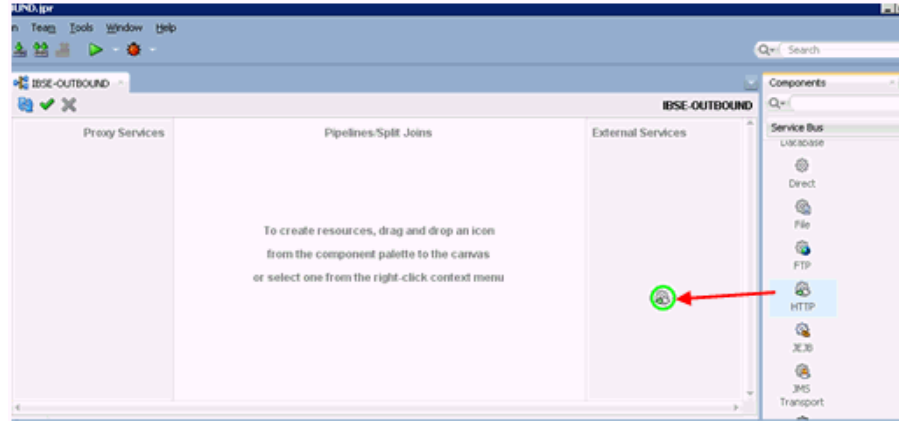 UND.jpr
n Team Tools Window Help
Search
IBSE-OUTBOUND
Components
IBSE-OUTBOUND
Proxy Services
Pipelines/Split Joins
External Services
Service Bus
Database
Direct
File
To create resources, drag and drop an icon
from the component palette to the canvas
or select one from the right-click context menu
FTP
HTTP
JEJB
JMS
Transport